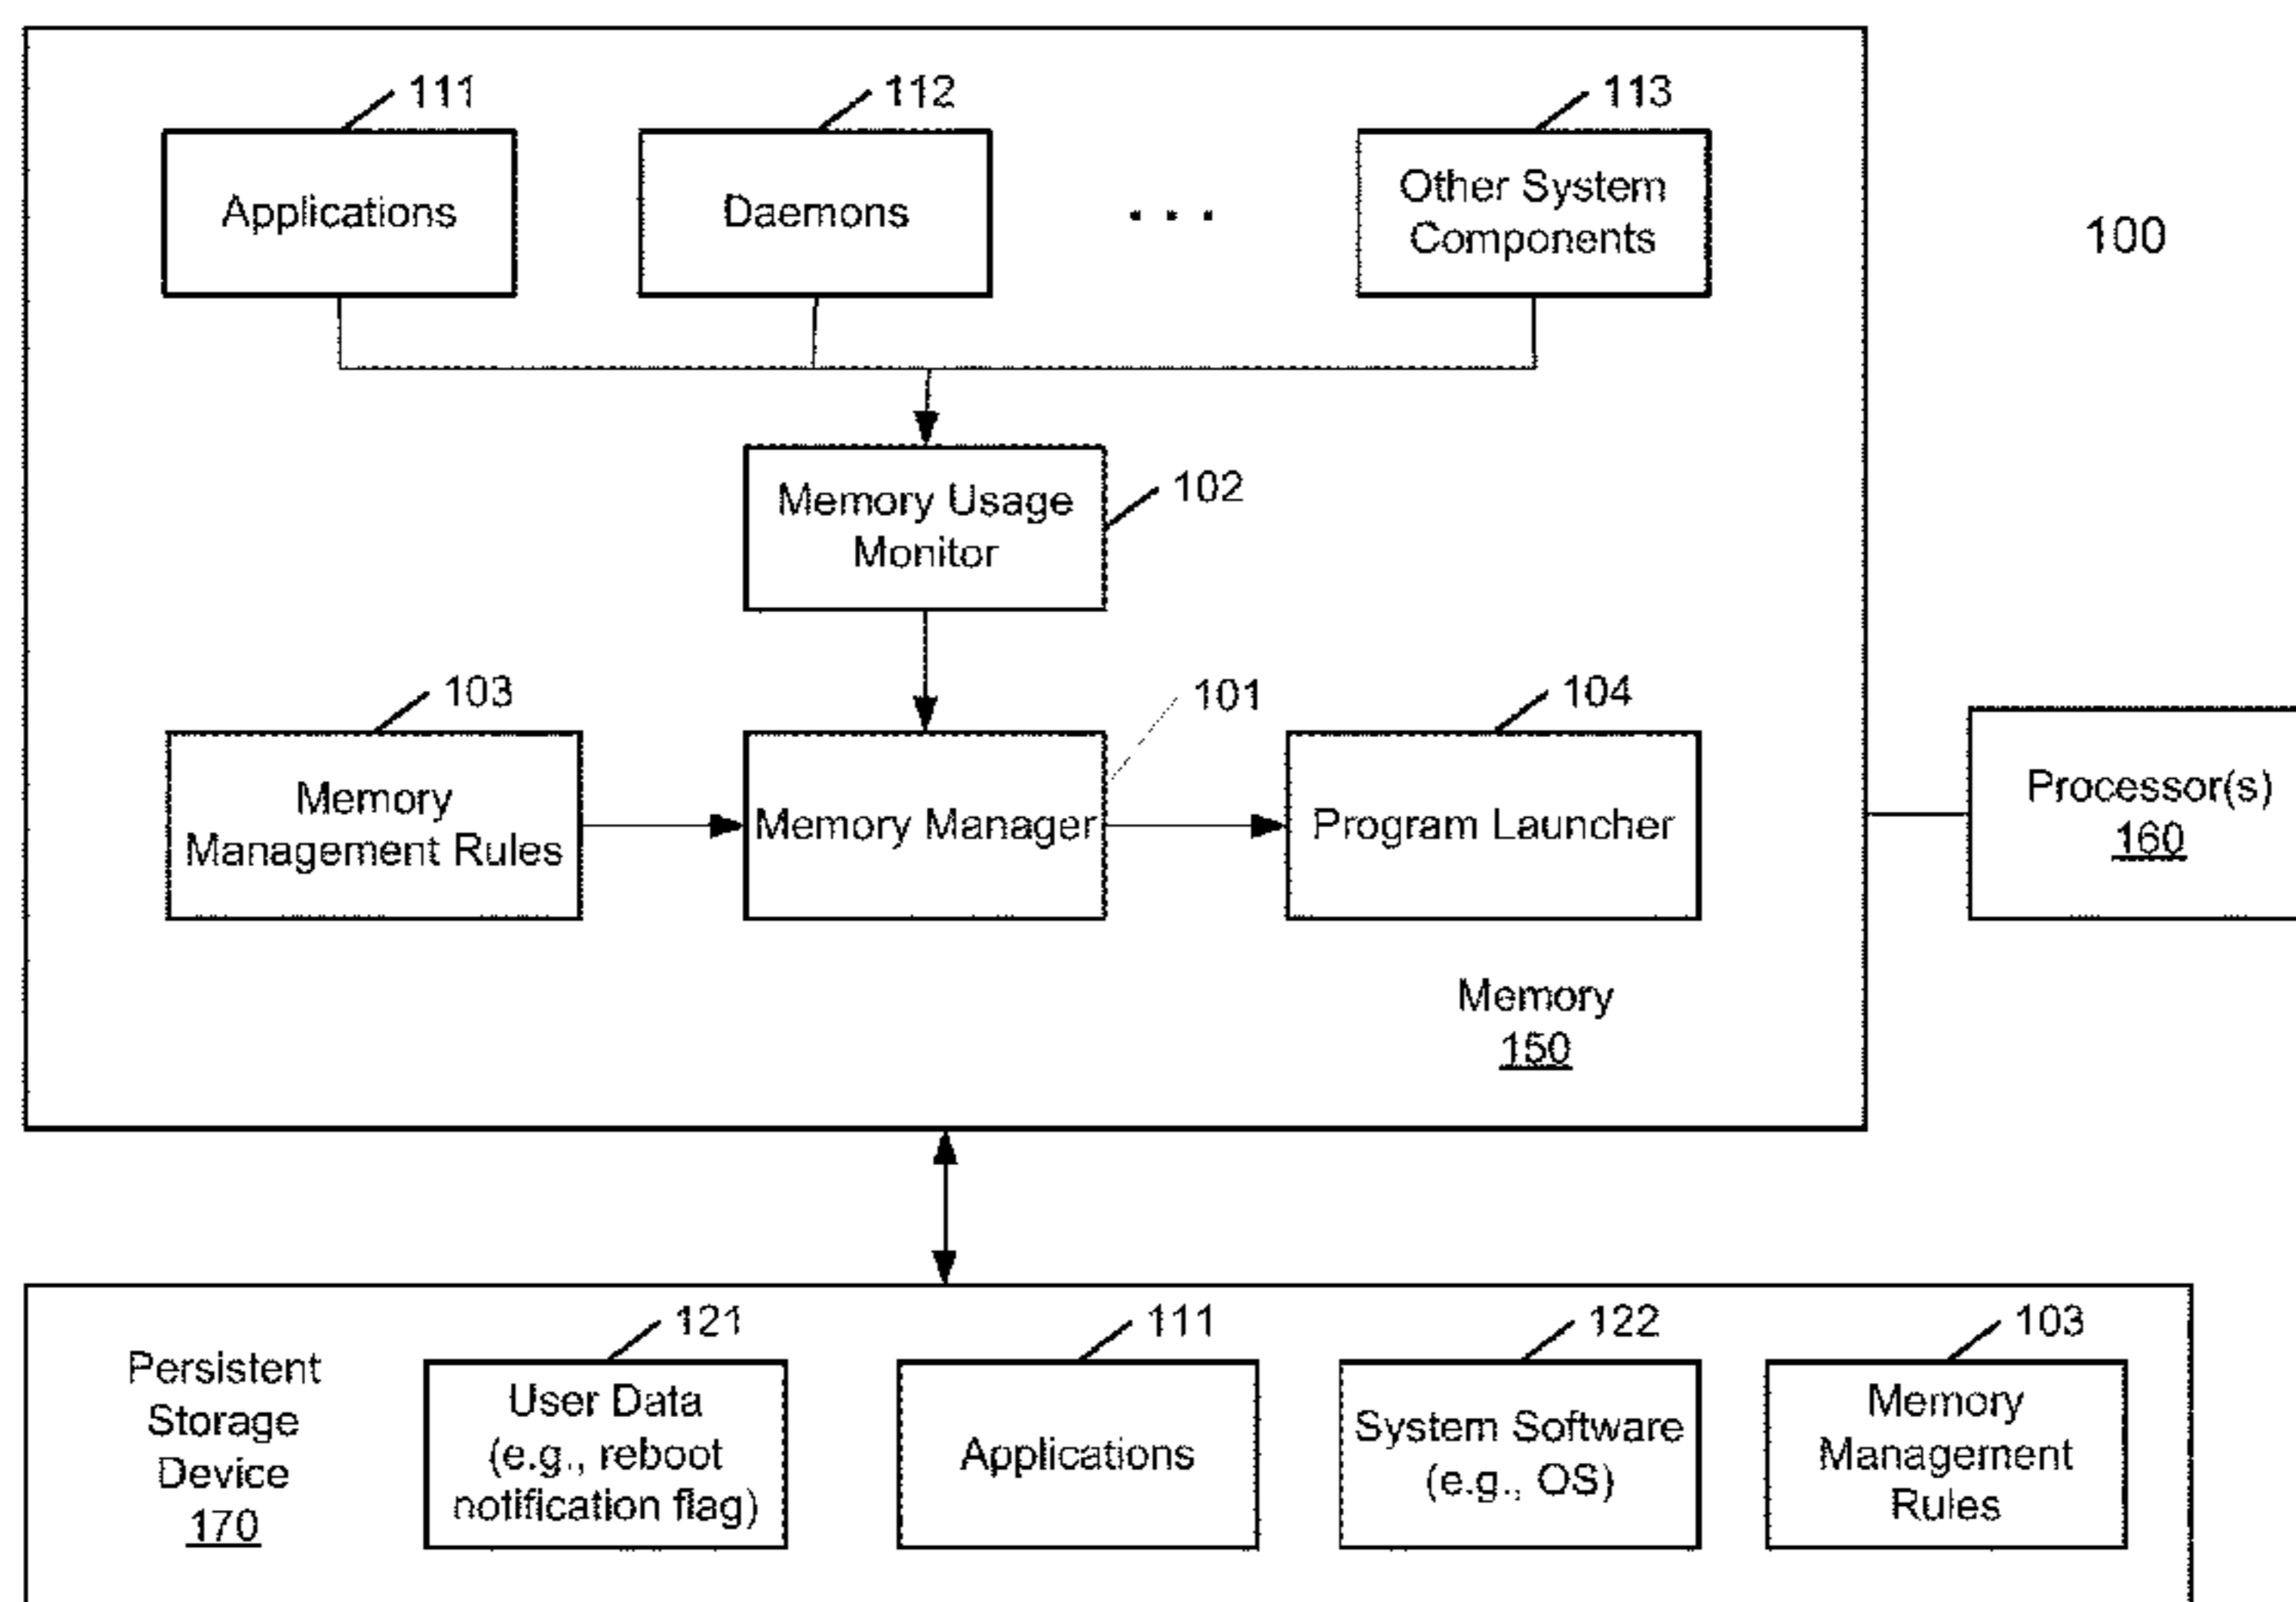 111
112
113
Applications
Daemons
. . .
Other System
Components
100
Memory Usage
Monitor
102
103
101
104
Memory
Management Rules
Memory Manager
Program Launcher
Processor(s)
160
Memory
150
Persistent
Storage
Device
170
121
User Data
(e.g., reboot
notification flag)
111
Applications
122
System Software
(e.g., OS)
103
Memory
Management
Rules